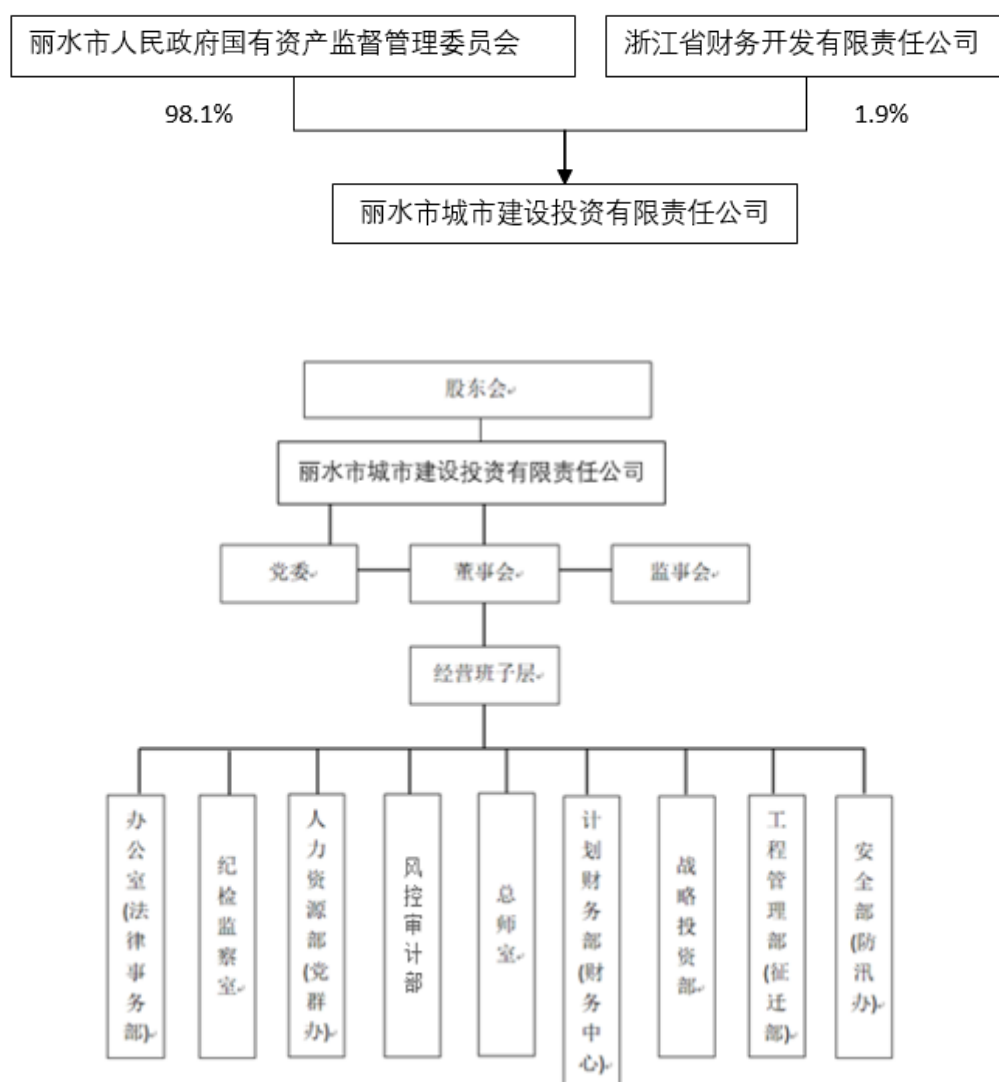 丽水市人民政府国有资产监督管理委员会
浙江省财务开发有限责任公司
98.1%
1.9%
丽水市城市建设投资有限责任公司
股东会
丽水市城市建设投资有限责任公司
党委
董事会
监事会
经营班子层
办公室(法律事务部)
纪检监察室
人力资源部(党群办)
风控审计部
总师室
计划财务部(财务中心)
战略投资部
工程管理部(征迁部)
安全部(防汛办)